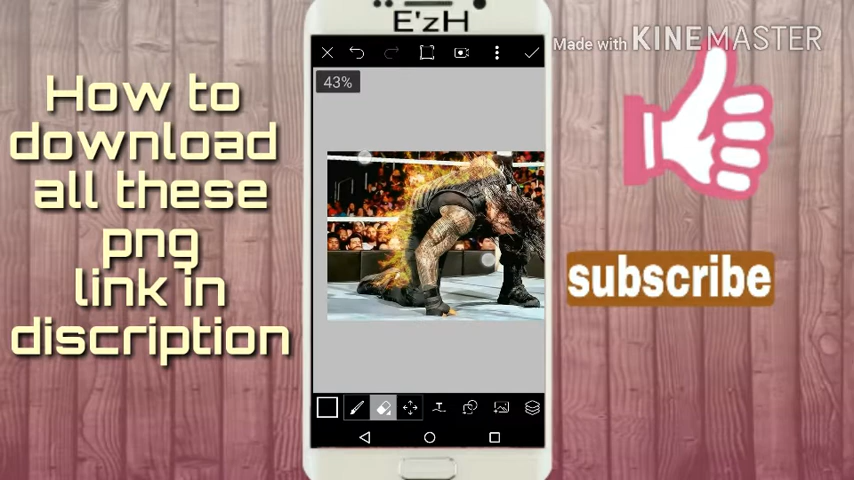 E'zH
Made with KINEMASTER
43%
How to
download
all these
png
link in
discription
subscribe